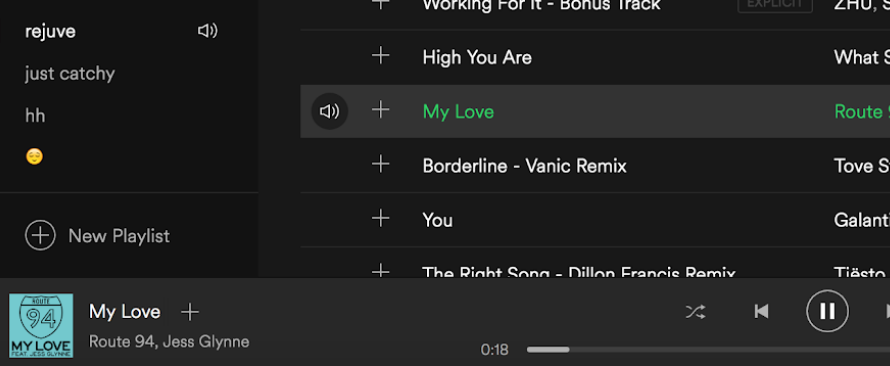 rejuve
just catchy
hh
New Playlist
Working For It - Bonus Track EXPLICIT ZHU, S
High You Are What S
My Love Route 9
Borderline - Vanic Remix Tove S
You Galanti
The Right Song - Dillon Francis Remix Tiësto
ROUTE
94
MY LOVE
FEAT. JESS GLYNNE
My Love
Route 94, Jess Glynne
0:18